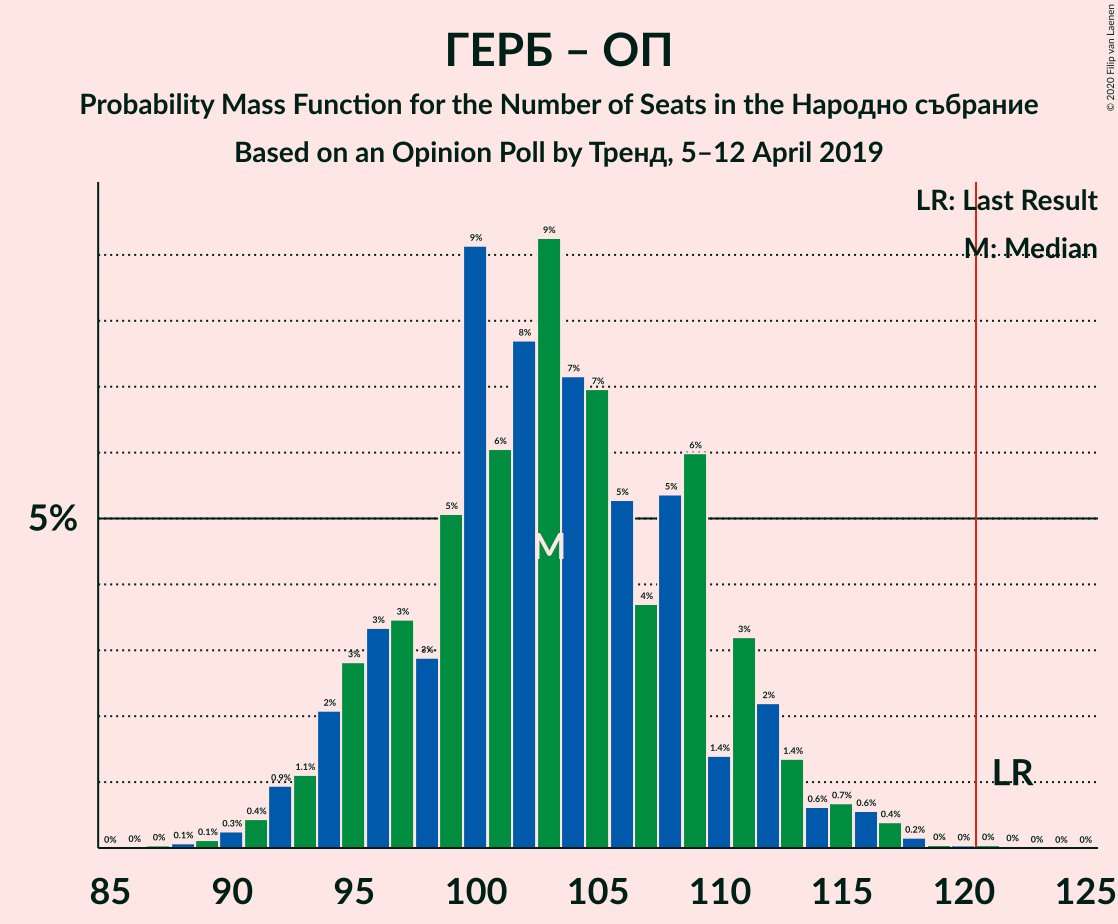 ГЕРБ – ОП
Probability Mass Function for the Number of Seats in the Народно събрание
Based on an Opinion Poll by Тренд, 5–12 April 2019
© 2020 Filip van Laenen
LR: Last Result
M: Median
5%
0% 0% 0% 0.1% 0.1% 0.3% 0.4% 0.9% 1.1% 2% 3% 3% 3% 3% 5% 9% 6% 8% 9% 7% 7% 5% 4% 5% 6% 1.4% 3% 2% 1.4% 0.6% 0.7% 0.6% 0.4% 0.2% 0% 0% 0% 0% 0% 0% 0%
M
LR
85 90 95 100 105 110 115 120 125